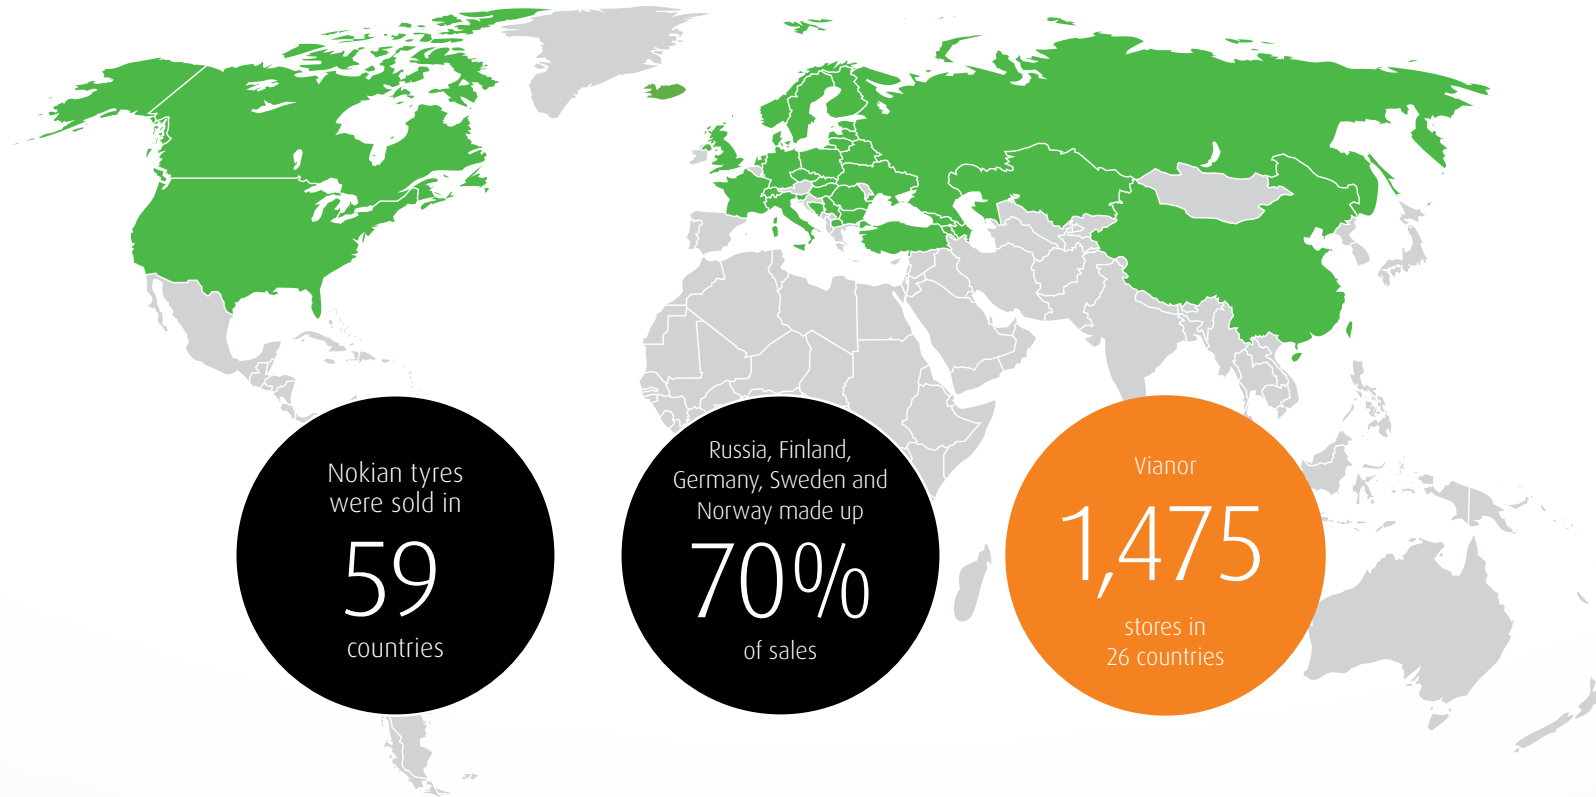 Nokian tyres
were sold in
59
countries
Russia, Finland,
Germany, Sweden and
Norway made up
70%
of sales
Vianor
1,475
stores in
26 countries